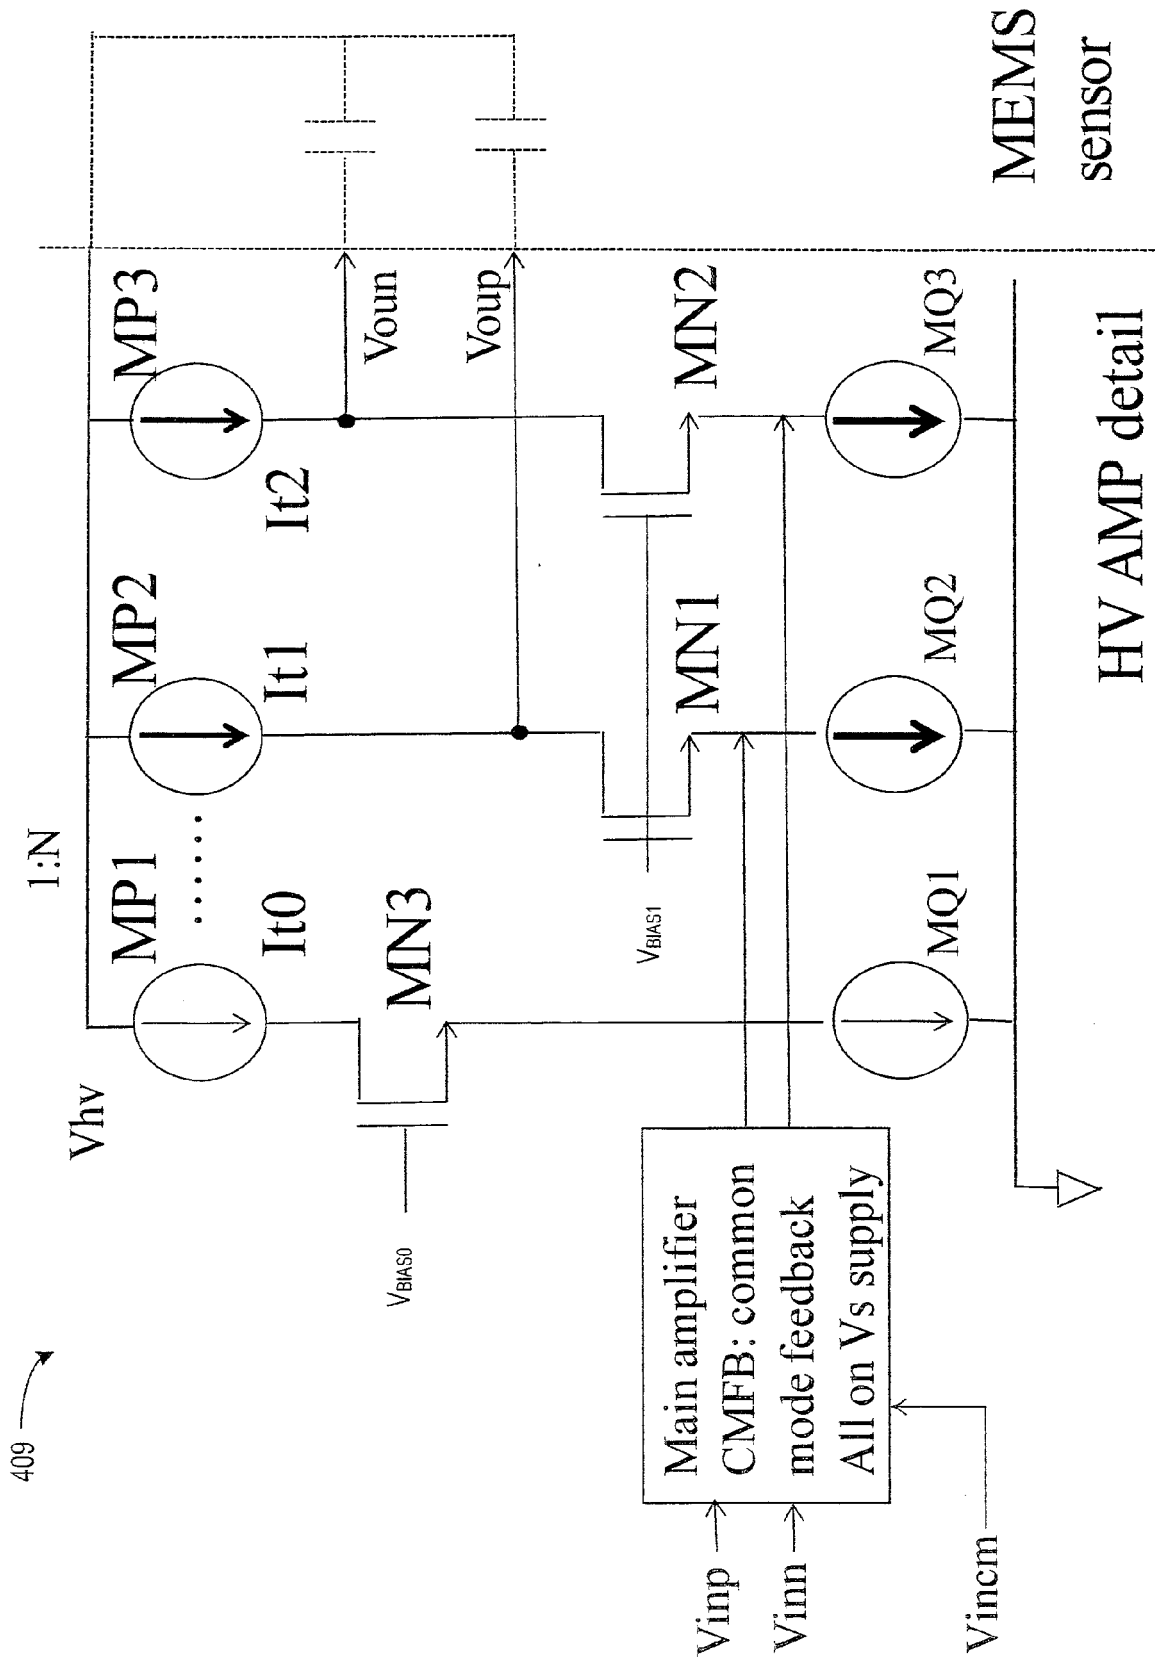 409
Vhv
1:N
MP1
MP2
MP3
It0
It1
It2
MN3
VBIAS0
Voun
Voup
VBIAS1
MN1
MN2
Main amplifier
CMFB:: common
mode feedback
All on Vs supply
Vinp
Vinn
Vincm
MQ1
MQ2
MQ3
HV AMP detail
MEMS
sensor